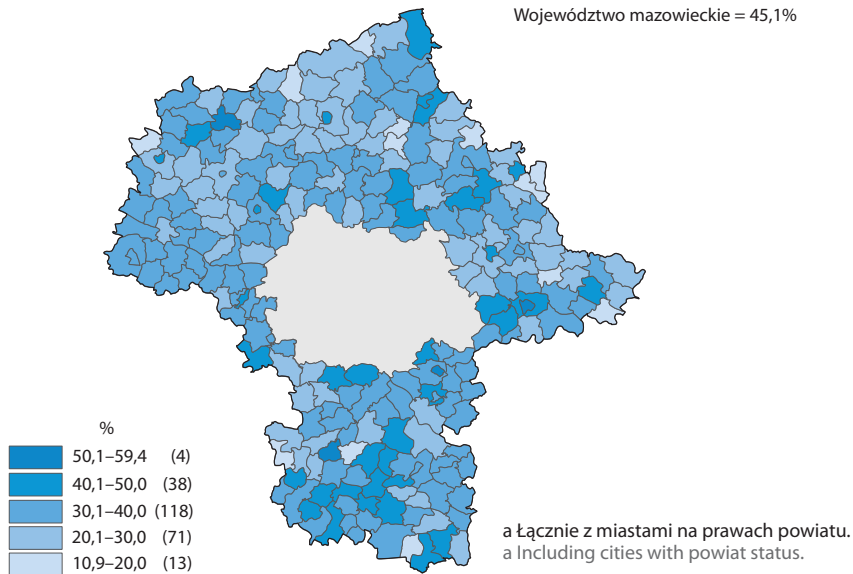 Województwo mazowieckie = 45,1%
%
50,1–59,4 (4)
40,1–50,0 (38)
30,1–40,0 (118)
20,1–30,0 (71)
10,9–20,0 (13)
a Łącznie z miastami na prawach powiatu.
a Including cities with powiat status.